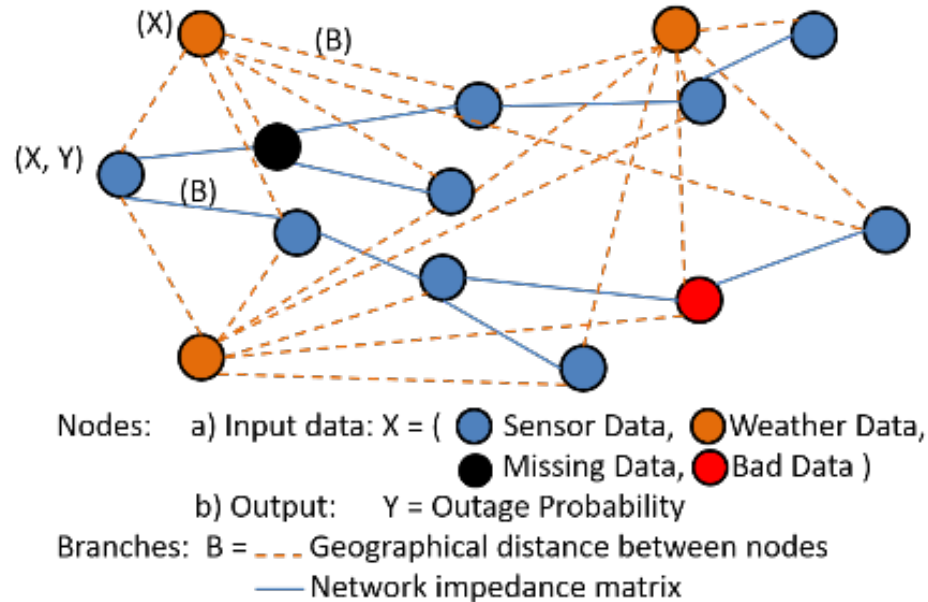 (X)
(B)
(X, Y)
(B)
Nodes: a) Input data: X = ( Sensor Data, Weather Data,
Missing Data, Bad Data )
b) Output: Y = Outage Probability
Branches: B = Geographical distance between nodes
Network impedance matrix